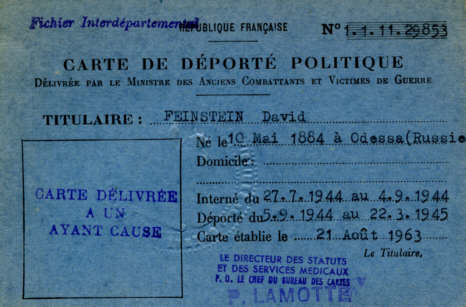 Fichier Interdépartemental
RÉPUBLIQUE FRANÇAISE
N° 1.1.11.29853
CARTE DE DÉPORTÉ POLITIQUE
DÉLIVRÉE PAR LE MINISTRE DES ANCIENS COMBATTANTS ET VICTIMES DE GUERRE
TITULAIRE : FEINSTEIN David
Né le 10 Mai 1884 à Odessa(Russie
Domicile :
CARTE DÉLIVRÉE
A UN
AYANT CAUSE
Interné du 27.7.1944 au 4.9.1944
Déporté du 5.9.1944 au 22.3.1945
Carte établie le 21 Août 1963
Le Titulaire,
LE DIRECTEUR DES STATUTS
ET DES SERVICES MEDICAUX
P. O. LE CHEF DU BUREAU DES CARTES
P. LAMOTTE